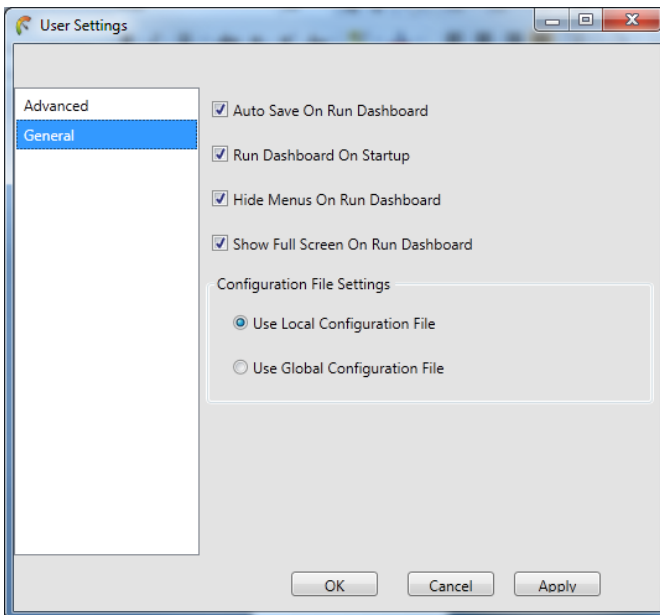 User Settings
Advanced
General
Auto Save On Run Dashboard
Run Dashboard On Startup
Hide Menus On Run Dashboard
Show Full Screen On Run Dashboard
Configuration File Settings
Use Local Configuration File
Use Global Configuration File
OK
Cancel
Apply